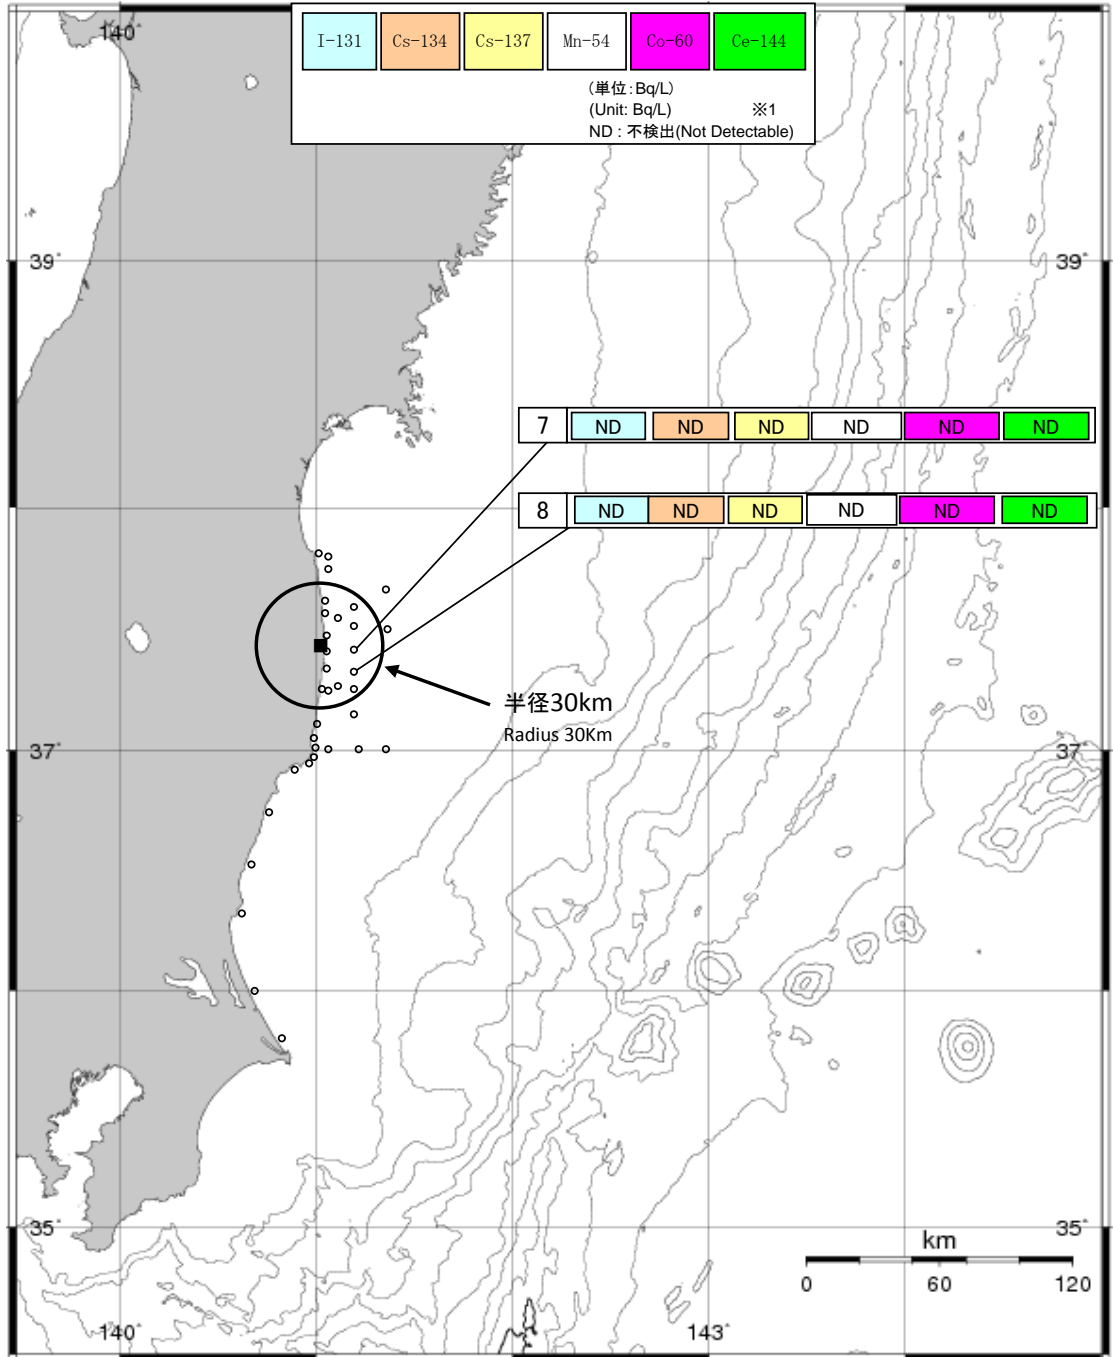 140°
I-131 Cs-134 Cs-137 Mn-54 Co-60 Ce-144
(単位:Bq/L)
(Unit: Bq/L) ※1
ND : 不検出(Not Detectable)
39° 39°
7 ND ND ND ND ND ND
8 ND ND ND ND ND ND
半径30km
Radius 30Km
37° 37°
35° 35°
km
0 60 120
140° 143°